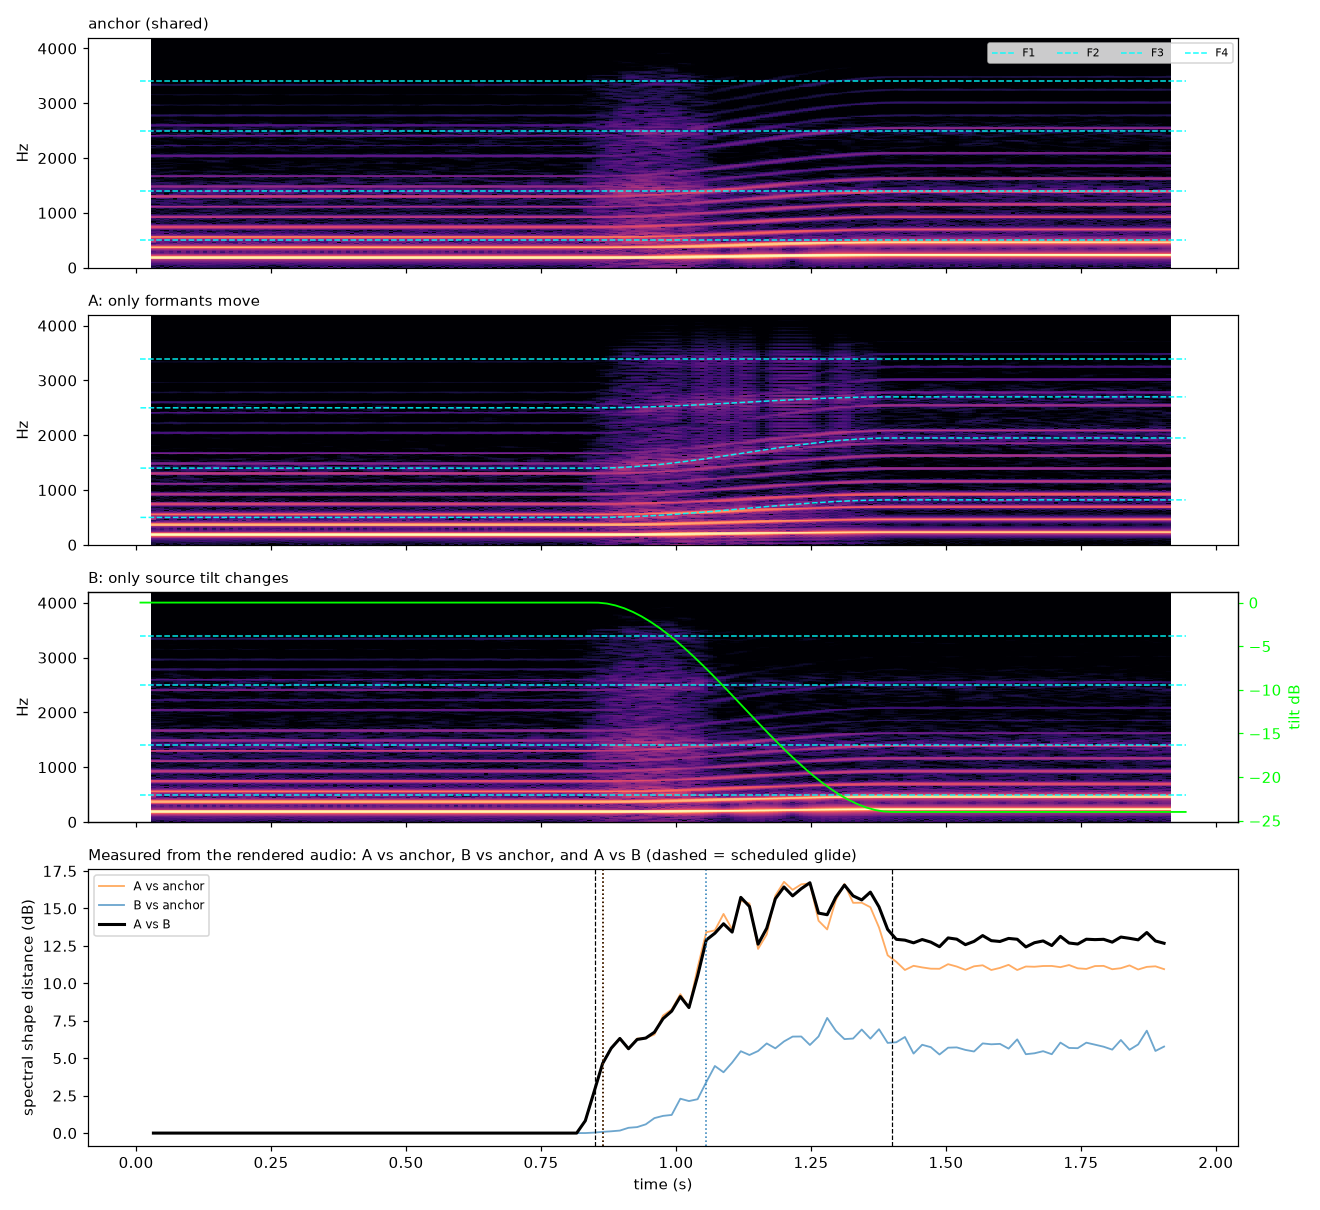 anchor (shared)
4000
3000
2000
1000
0
Hz
F1 F2 F3 F4
A: only formants move
4000
3000
2000
1000
0
Hz
B: only source tilt changes
4000
3000
2000
1000
0
Hz
0
−5
−10
−15
−20
−25
tilt dB
Measured from the rendered audio: A vs anchor, B vs anchor, and A vs B (dashed = scheduled glide)
17.5
15.0
12.5
10.0
7.5
5.0
2.5
0.0
spectral shape distance (dB)
A vs anchor
B vs anchor
A vs B
0.00 0.25 0.50 0.75 1.00 1.25 1.50 1.75 2.00
time (s)